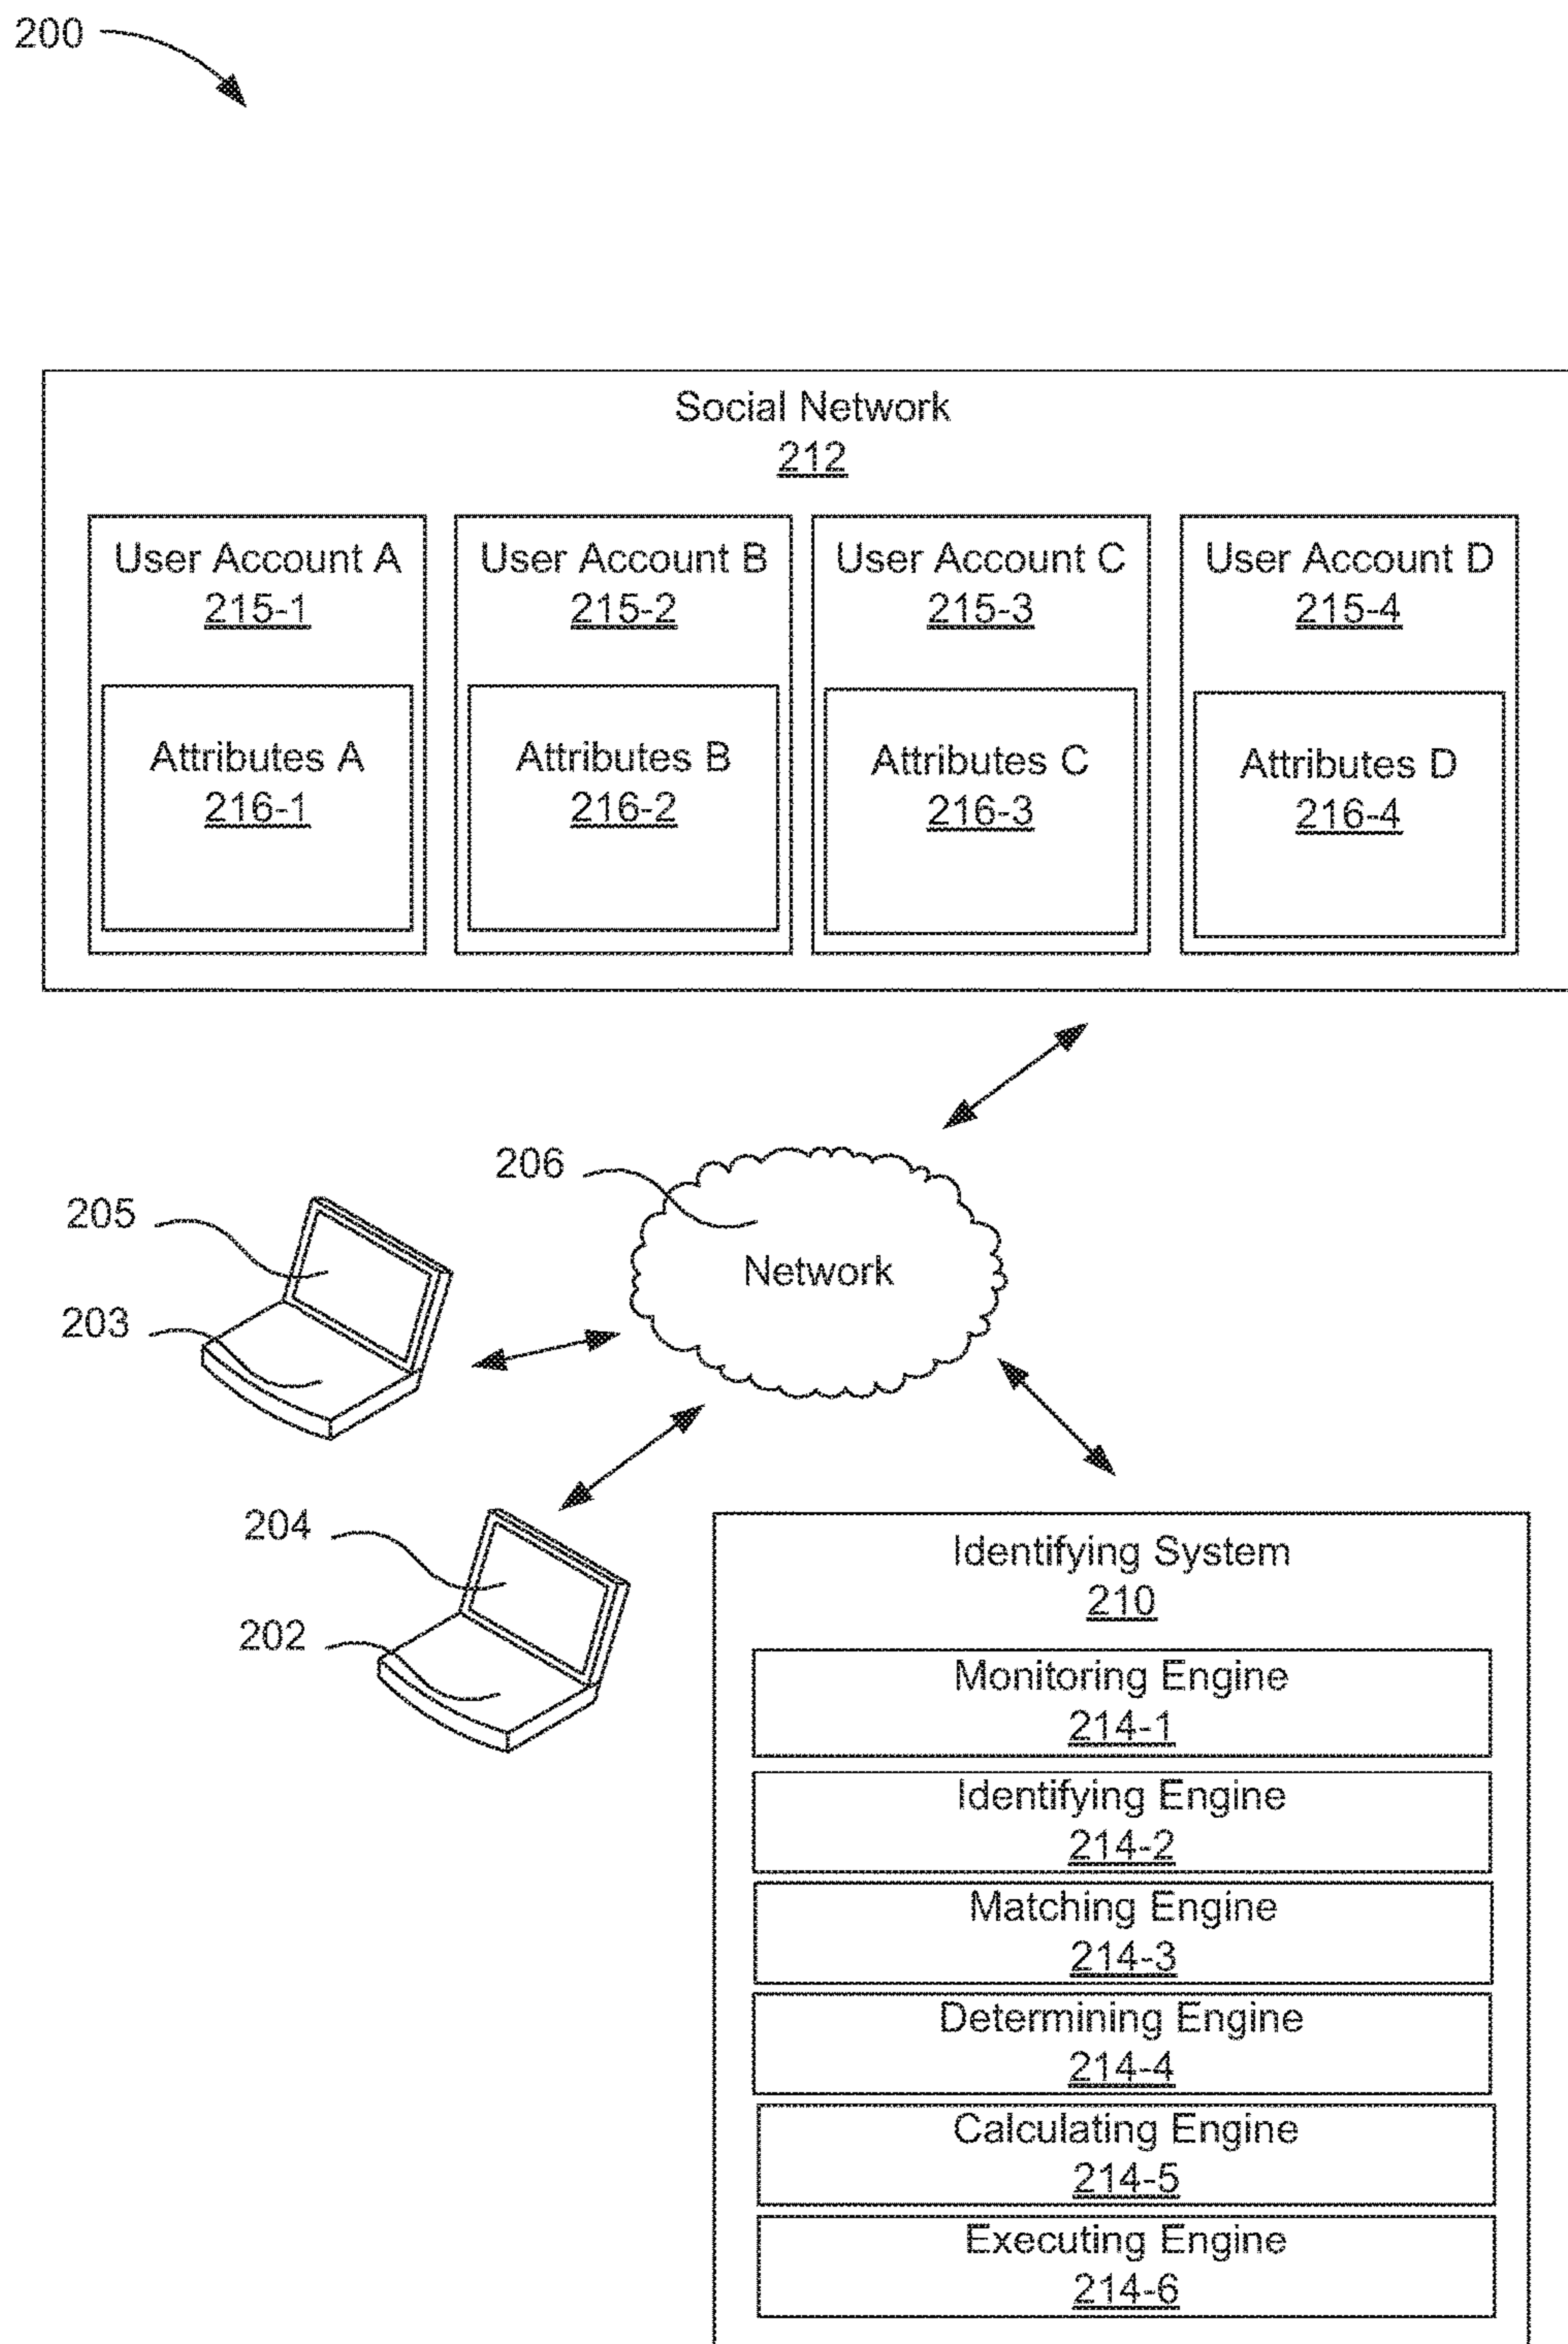 200
Social Network
212
User Account A
215-1
User Account B
215-2
User Account C
215-3
User Account D
215-4
Attributes A
216-1
Attributes B
216-2
Attributes C
216-3
Attributes D
216-4
206
Network
205
203
204
202
Identifying System
210
Monitoring Engine
214-1
Identifying Engine
214-2
Matching Engine
214-3
Determining Engine
214-4
Calculating Engine
214-5
Executing Engine
214-6